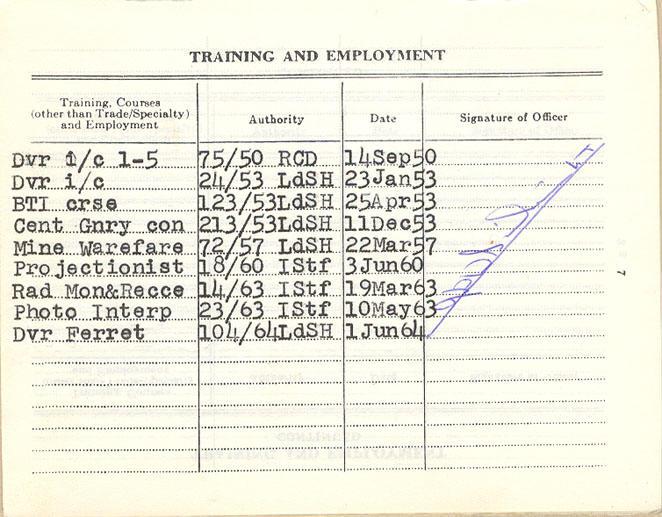 TRAINING AND EMPLOYMENT
Training, Courses (other than Trade/Specialty) and Employment Authority Date Signature of Officer
Dvr i/c 1-5 75/50 RCD 14Sep50
Dvr i/c 24/53 LdSH 23Jan53
BTI crse 123/53LdSH 25Apr53
Cent Gnry con 213/53LdSH 11Dec53
Mine Warefare 72/57 LdSH 22Mar57
Projectionist 18/60 IStf 3Jun60
Rad Mon&Recce 14/63 IStf 19Mar63
Photo Interp 23/63 IStf 10May63
Dvr Ferret 104/64LdSH 1Jun64
7